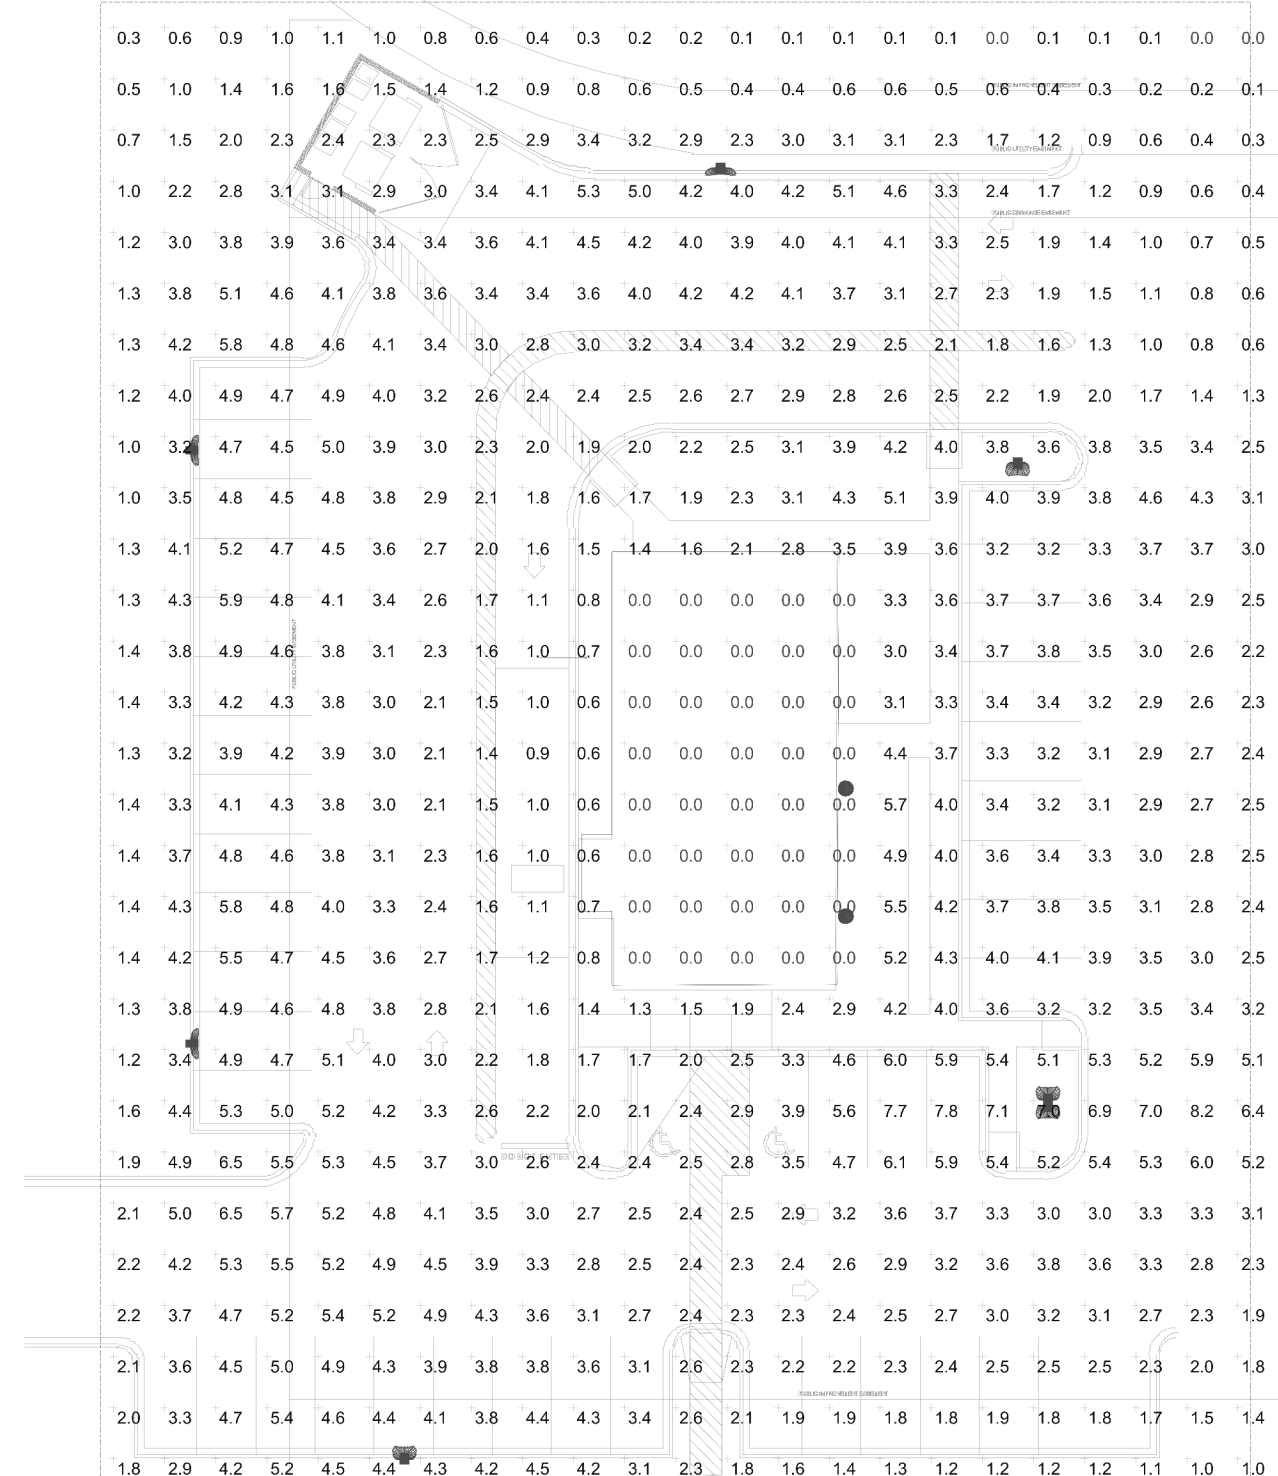 0.3 0.6 0.9 1.0 1.1 1.0 0.8 0.6 0.4 0.3 0.2 0.2 0.1 0.1 0.1 0.1 0.1 0.0 0.1 0.1 0.1 0.0 0.0
PUBLIC IMPROVEMENT EASEMENT
0.5 1.0 1.4 1.6 1.6 1.5 1.4 1.2 0.9 0.8 0.6 0.5 0.4 0.4 0.6 0.6 0.5 0.6 0.4 0.3 0.2 0.2 0.1
0.7 1.5 2.0 2.3 2.4 2.3 2.3 2.5 2.9 3.4 3.2 2.9 2.3 3.0 3.1 3.1 2.3 1.7 1.2 0.9 0.6 0.4 0.3
PUBLIC UTILITY EASEMENT
1.0 2.2 2.8 3.1 3.1 2.9 3.0 3.4 4.1 5.3 5.0 4.2 4.0 4.2 5.1 4.6 3.3 2.4 1.7 1.2 0.9 0.6 0.4
PUBLIC DRAINAGE EASEMENT
1.2 3.0 3.8 3.9 3.6 3.4 3.4 3.6 4.1 4.5 4.2 4.0 3.9 4.0 4.1 4.1 3.3 2.5 1.9 1.4 1.0 0.7 0.5
1.3 3.8 5.1 4.6 4.1 3.8 3.6 3.4 3.4 3.6 4.0 4.2 4.2 4.1 3.7 3.1 2.7 2.3 1.9 1.5 1.1 0.8 0.6
1.3 4.2 5.8 4.8 4.6 4.1 3.4 3.0 2.8 3.0 3.2 3.4 3.4 3.2 2.9 2.5 2.1 1.8 1.6 1.3 1.0 0.8 0.6
1.2 4.0 4.9 4.7 4.9 4.0 3.2 2.6 2.4 2.4 2.5 2.6 2.7 2.9 2.8 2.6 2.5 2.2 1.9 2.0 1.7 1.4 1.3
1.0 3.2 4.7 4.5 5.0 3.9 3.0 2.3 2.0 1.9 2.0 2.2 2.5 3.1 3.9 4.2 4.0 3.8 3.6 3.8 3.5 3.4 2.5
1.0 3.5 4.8 4.5 4.8 3.8 2.9 2.1 1.8 1.6 1.7 1.9 2.3 3.1 4.3 5.1 3.9 4.0 3.9 3.8 4.6 4.3 3.1
1.3 4.1 5.2 4.7 4.5 3.6 2.7 2.0 1.6 1.5 1.4 1.6 2.1 2.8 3.5 3.9 3.6 3.2 3.2 3.3 3.7 3.7 3.0
1.3 4.3 5.9 4.8 4.1 3.4 2.6 1.7 1.1 0.8 0.0 0.0 0.0 0.0 0.0 3.3 3.6 3.7 3.7 3.6 3.4 2.9 2.5
PUBLIC UTILITY EASEMENT
1.4 3.8 4.9 4.6 3.8 3.1 2.3 1.6 1.0 0.7 0.0 0.0 0.0 0.0 0.0 3.0 3.4 3.7 3.8 3.5 3.0 2.6 2.2
1.4 3.3 4.2 4.3 3.8 3.0 2.1 1.5 1.0 0.6 0.0 0.0 0.0 0.0 0.0 3.1 3.3 3.4 3.4 3.2 2.9 2.6 2.3
1.3 3.2 3.9 4.2 3.9 3.0 2.1 1.4 0.9 0.6 0.0 0.0 0.0 0.0 0.0 4.4 3.7 3.3 3.2 3.1 2.9 2.7 2.4
1.4 3.3 4.1 4.3 3.8 3.0 2.1 1.5 1.0 0.6 0.0 0.0 0.0 0.0 0.0 5.7 4.0 3.4 3.2 3.1 2.9 2.7 2.5
1.4 3.7 4.8 4.6 3.8 3.1 2.3 1.6 1.0 0.6 0.0 0.0 0.0 0.0 0.0 4.9 4.0 3.6 3.4 3.3 3.0 2.8 2.5
1.4 4.3 5.8 4.8 4.0 3.3 2.4 1.6 1.1 0.7 0.0 0.0 0.0 0.0 0.0 5.5 4.2 3.7 3.8 3.5 3.1 2.8 2.4
1.4 4.2 5.5 4.7 4.5 3.6 2.7 1.7 1.2 0.8 0.0 0.0 0.0 0.0 0.0 5.2 4.3 4.0 4.1 3.9 3.5 3.0 2.5
1.3 3.8 4.9 4.6 4.8 3.8 2.8 2.1 1.6 1.4 1.3 1.5 1.9 2.4 2.9 4.2 4.0 3.6 3.2 3.2 3.5 3.4 3.2
1.2 3.4 4.9 4.7 5.1 4.0 3.0 2.2 1.8 1.7 1.7 2.0 2.5 3.3 4.6 6.0 5.9 5.4 5.1 5.3 5.2 5.9 5.1
1.6 4.4 5.3 5.0 5.2 4.2 3.3 2.6 2.2 2.0 2.1 2.4 2.9 3.9 5.6 7.7 7.8 7.1 7.0 6.9 7.0 8.2 6.4
DO NOT ENTER
1.9 4.9 6.5 5.5 5.3 4.5 3.7 3.0 2.6 2.4 2.4 2.5 2.8 3.5 4.7 6.1 5.9 5.4 5.2 5.4 5.3 6.0 5.2
2.1 5.0 6.5 5.7 5.2 4.8 4.1 3.5 3.0 2.7 2.5 2.4 2.5 2.9 3.2 3.6 3.7 3.3 3.0 3.0 3.3 3.3 3.1
2.2 4.2 5.3 5.5 5.2 4.9 4.5 3.9 3.3 2.8 2.5 2.4 2.3 2.4 2.6 2.9 3.2 3.6 3.8 3.6 3.3 2.8 2.3
2.2 3.7 4.7 5.2 5.4 5.2 4.9 4.3 3.6 3.1 2.7 2.4 2.3 2.3 2.4 2.5 2.7 3.0 3.2 3.1 2.7 2.3 1.9
2.1 3.6 4.5 5.0 4.9 4.3 3.9 3.8 3.8 3.6 3.1 2.6 2.3 2.2 2.2 2.3 2.4 2.5 2.5 2.5 2.3 2.0 1.8
PUBLIC IMPROVEMENT EASEMENT
2.0 3.3 4.7 5.4 4.6 4.4 4.1 3.8 4.4 4.3 3.4 2.6 2.1 1.9 1.9 1.8 1.8 1.9 1.8 1.8 1.7 1.5 1.4
1.8 2.9 4.2 5.2 4.5 4.4 4.3 4.2 4.5 4.2 3.1 2.3 1.8 1.6 1.4 1.3 1.2 1.2 1.2 1.2 1.1 1.0 1.0